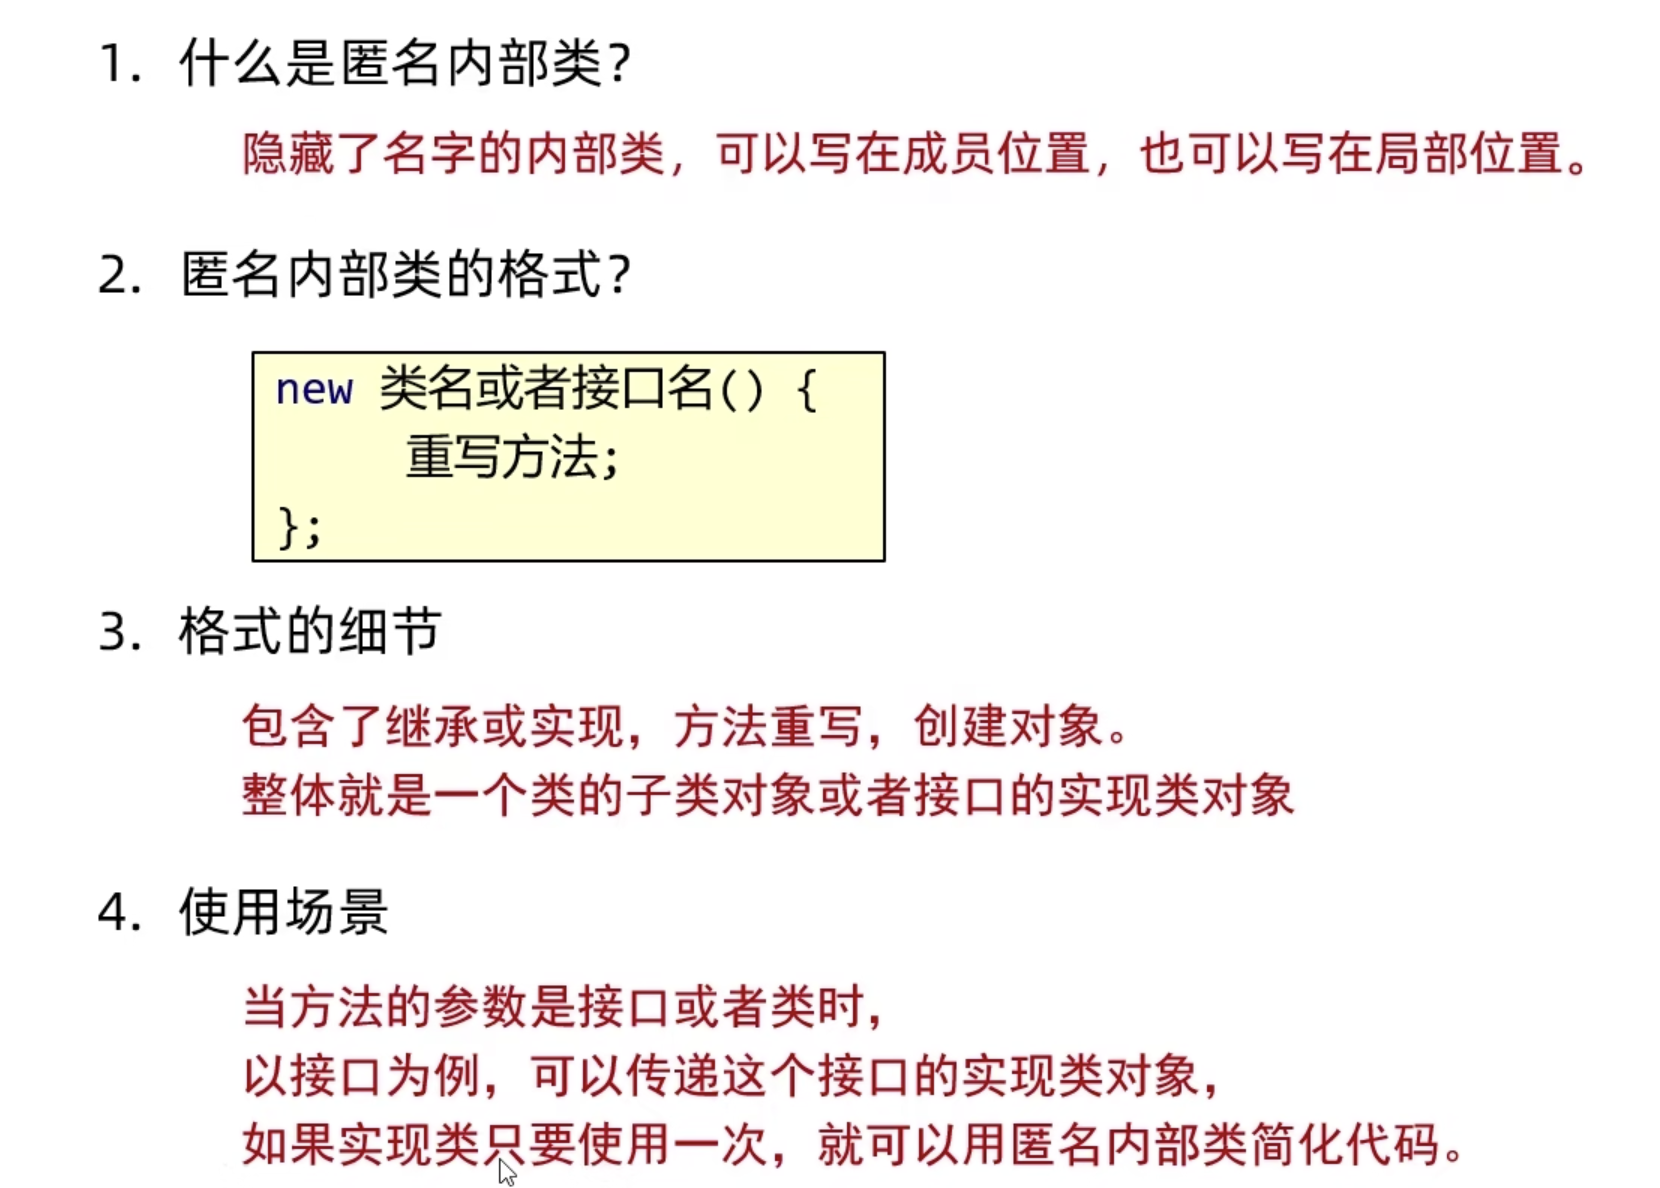 1. 什么是匿名内部类？
隐藏了名字的内部类，可以写在成员位置，也可以写在局部位置。
2. 匿名内部类的格式？
new 类名或者接口名() {
重写方法;
};
3. 格式的细节
包含了继承或实现，方法重写，创建对象。
整体就是一个类的子类对象或者接口的实现类对象
4. 使用场景
当方法的参数是接口或者类时，
以接口为例，可以传递这个接口的实现类对象，
如果实现类只要使用一次，就可以用匿名内部类简化代码。